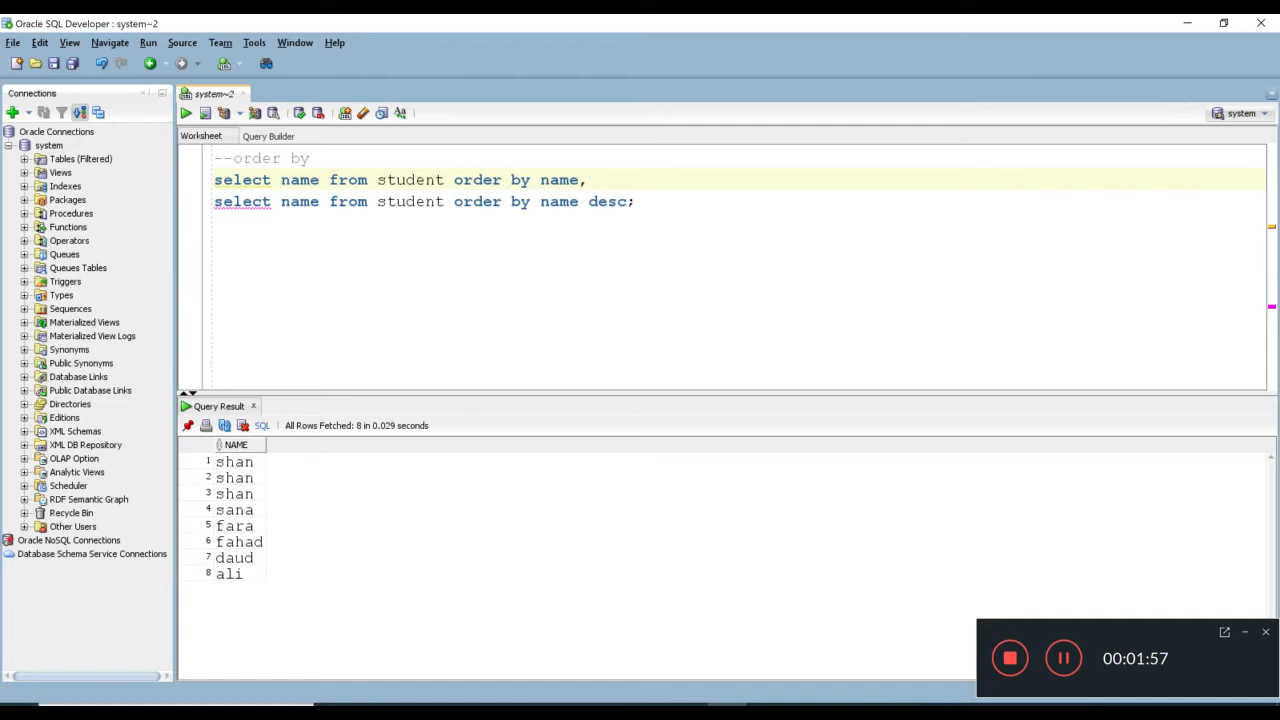 Oracle SQL Developer : system~2
File Edit View Navigate Run Source Team Tools Window Help
Connections
system~2
system
Worksheet
Query Builder
Oracle Connections
system
Tables (Filtered)
Views
Indexes
Packages
Procedures
Functions
Operators
Queues
Queues Tables
Triggers
Types
Sequences
Materialized Views
Materialized View Logs
Synonyms
Public Synonyms
Database Links
Public Database Links
Directories
Editions
XML Schemas
XML DB Repository
OLAP Option
Analytic Views
Scheduler
RDF Semantic Graph
Recycle Bin
Other Users
Oracle NoSQL Connections
Database Schema Service Connections
--order by
select name from student order by name,
select name from student order by name desc;
Query Result
SQL
All Rows Fetched: 8 in 0.029 seconds
NAME
1 shan
2 shan
3 shan
4 sana
5 fara
6 fahad
7 daud
8 ali
00:01:57